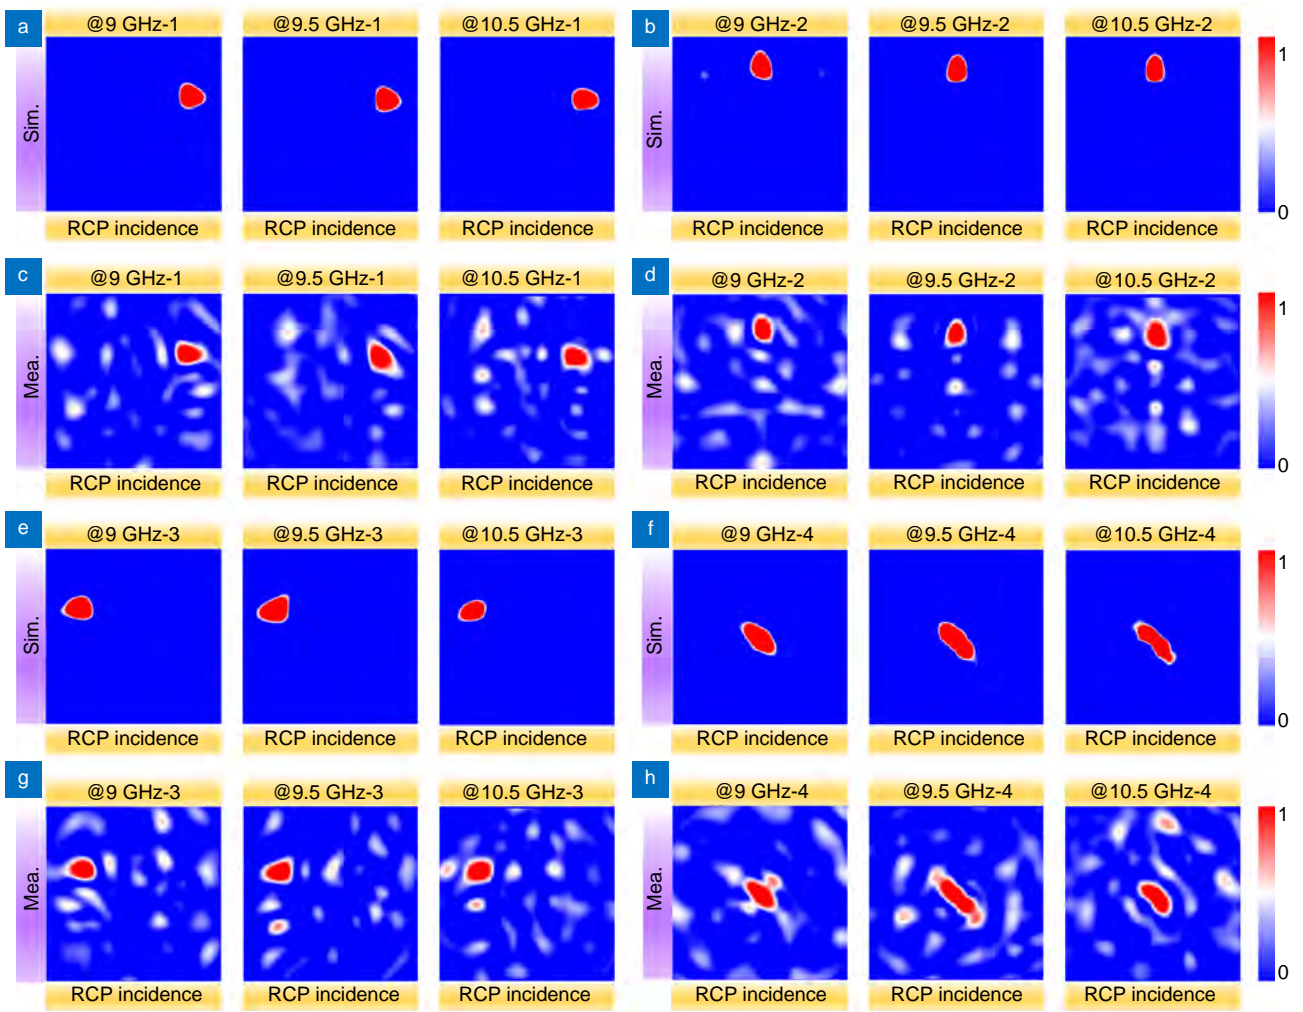 a @9 GHz-1 @9.5 GHz-1 @10.5 GHz-1 b @9 GHz-2 @9.5 GHz-2 @10.5 GHz-2
Sim. Sim. 1
0
RCP incidence RCP incidence RCP incidence RCP incidence RCP incidence RCP incidence
c @9 GHz-1 @9.5 GHz-1 @10.5 GHz-1 d @9 GHz-2 @9.5 GHz-2 @10.5 GHz-2
Mea. Mea. 1
0
RCP incidence RCP incidence RCP incidence RCP incidence RCP incidence RCP incidence
e @9 GHz-3 @9.5 GHz-3 @10.5 GHz-3 f @9 GHz-4 @9.5 GHz-4 @10.5 GHz-4
Sim. Sim. 1
0
RCP incidence RCP incidence RCP incidence RCP incidence RCP incidence RCP incidence
g @9 GHz-3 @9.5 GHz-3 @10.5 GHz-3 h @9 GHz-4 @9.5 GHz-4 @10.5 GHz-4
Mea. Mea. 1
0
RCP incidence RCP incidence RCP incidence RCP incidence RCP incidence RCP incidence